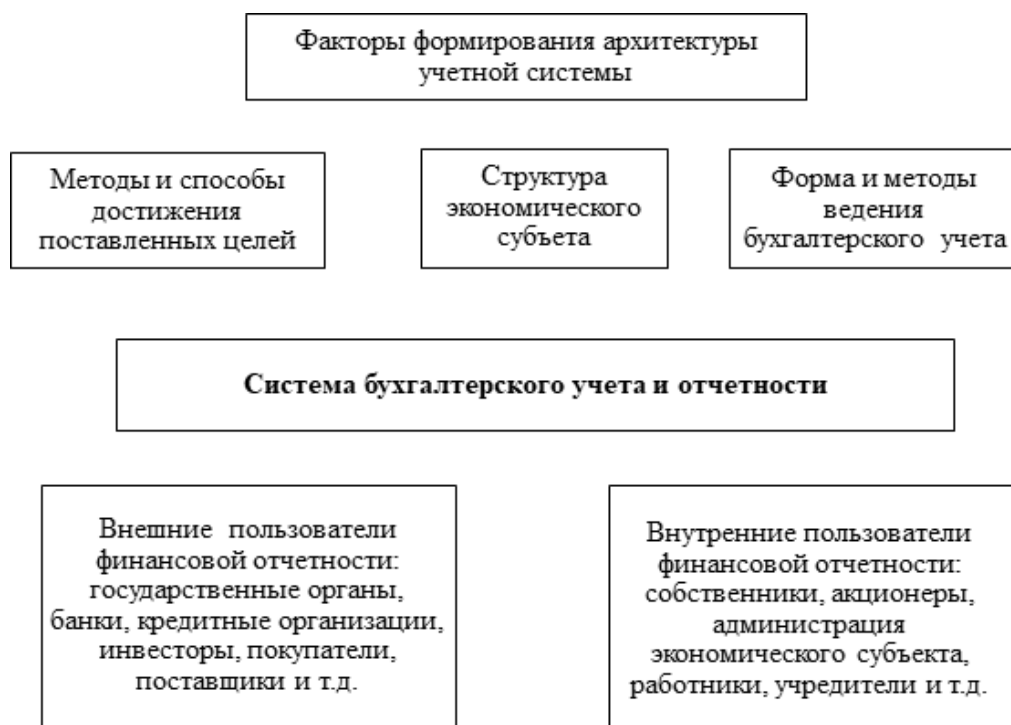 Факторы формирования архитектуры
учетной системы
Методы и способы
достижения
поставленных целей
Структура
экономического
субъета
Форма и методы
ведения
бухгалтерского учета
Система бухгалтерского учета и отчетности
Внешние пользователи
финансовой отчетности:
государственные органы,
банки, кредитные организации,
инвесторы, покупатели,
поставщики и т.д.
Внутренние пользователи
финансовой отчетности:
собственники, акционеры,
администрация
экономического субъекта,
работники, учредители и т.д.